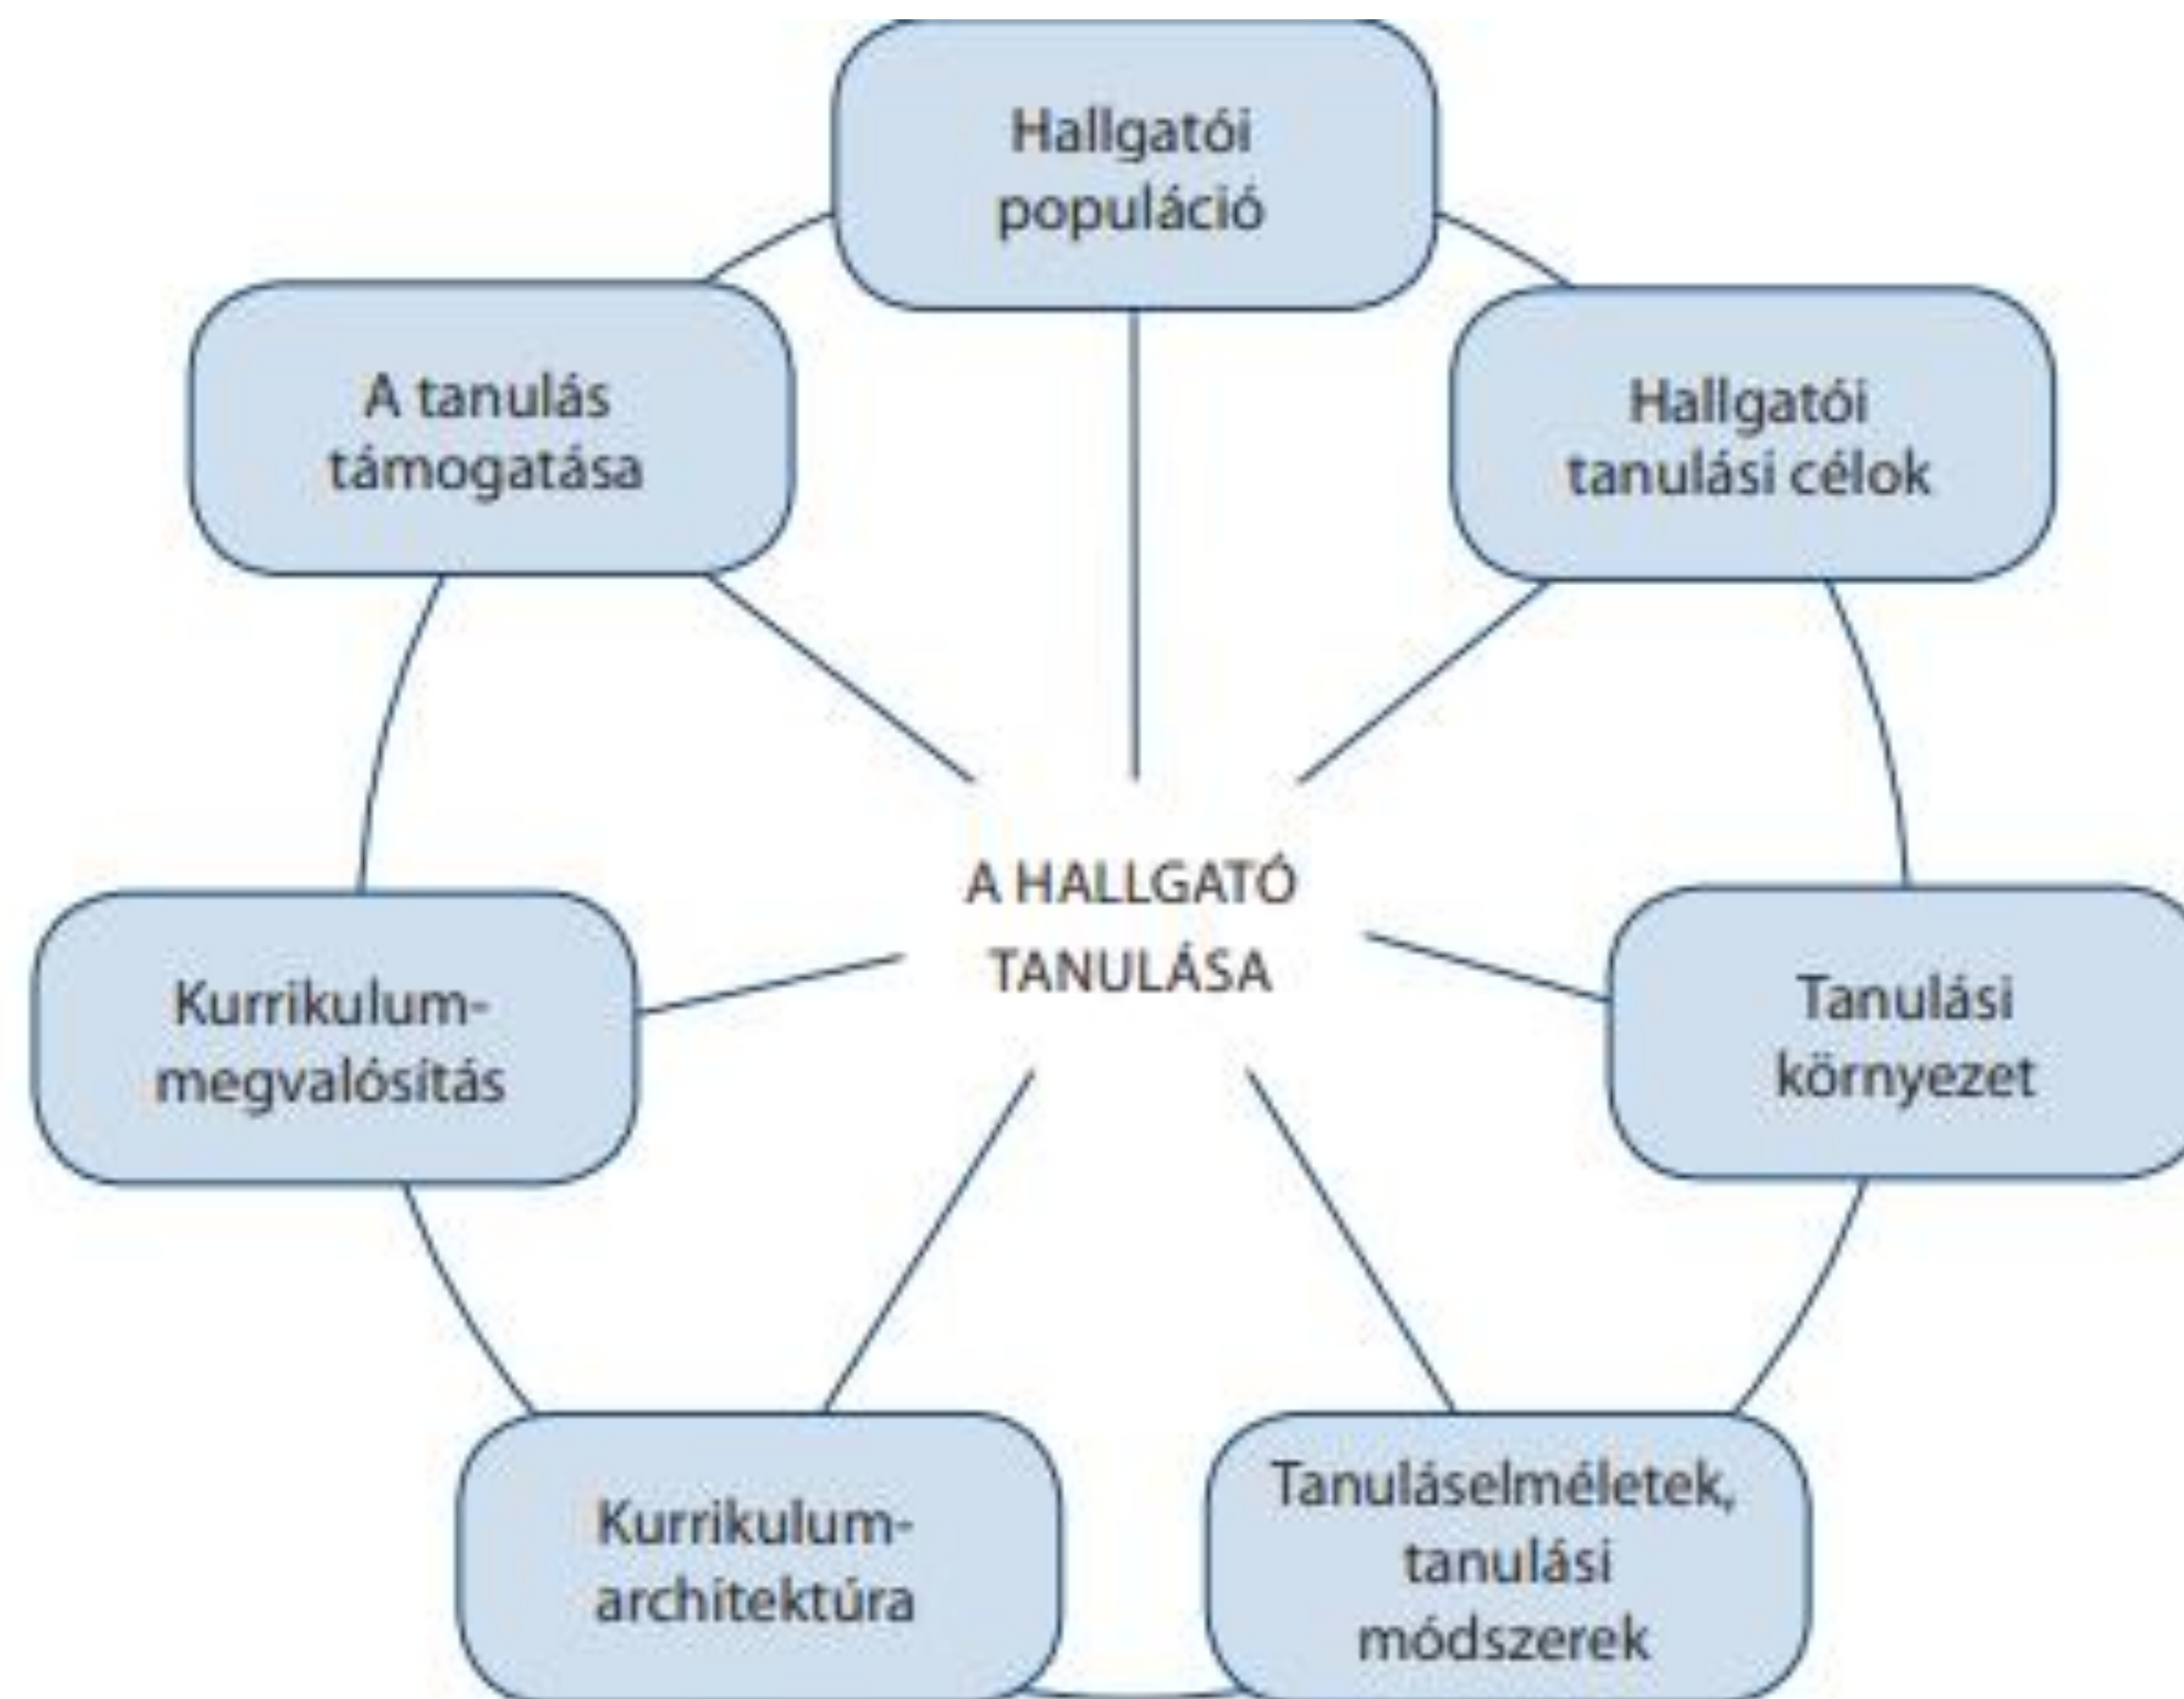 Hallgatói
populáció
A tanulás
támogatása
Hallgatói
tanulási célok
A HALLGATÓ
TANULÁSA
Kurrikulum-
megvalósítás
Tanulási
környezet
Kurrikulum-
architektúra
Tanuláselméletek,
tanulási
módszerek